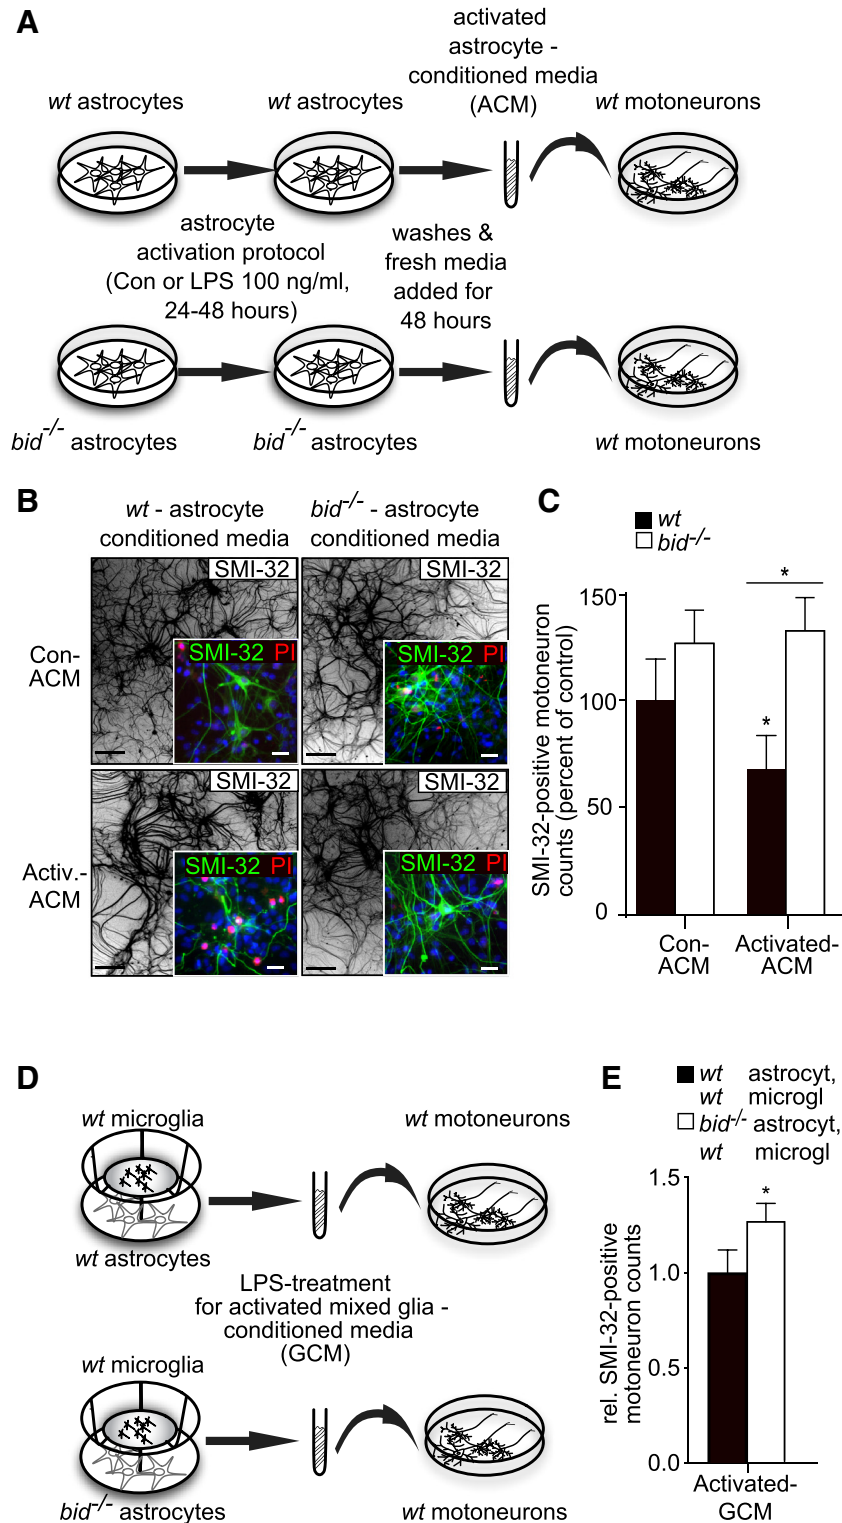 A
activated
astrocyte -
conditioned media
(ACM)
wt astrocytes
wt astrocytes
wt motoneurons
astrocyte
activation protocol
(Con or LPS 100 ng/ml,
24-48 hours)
washes &
fresh media
added for
48 hours
bid-/- astrocytes
bid-/- astrocytes
wt motoneurons
B
wt - astrocyte
conditioned media
bid-/- - astrocyte
conditioned media
Con-
ACM
SMI-32
SMI-32 PI
SMI-32
SMI-32 PI
Activ.-
ACM
SMI-32
SMI-32 PI
SMI-32
SMI-32 PI
C
wt
bid-/-
SMI-32-positive motoneuron
counts (percent of control)
150
100
50
0
*
*
Con-
ACM
Activated-
ACM
D
wt microglia
wt motoneurons
wt astrocytes
LPS-treatment
for activated mixed glia -
conditioned media
(GCM)
wt microglia
bid-/- astrocytes
wt motoneurons
E
wt astrocyt,
wt microgl
bid-/- astrocyt,
wt microgl
rel. SMI-32-positive
motoneuron counts
1.5
1.0
0.5
0.0
*
Activated-
GCM